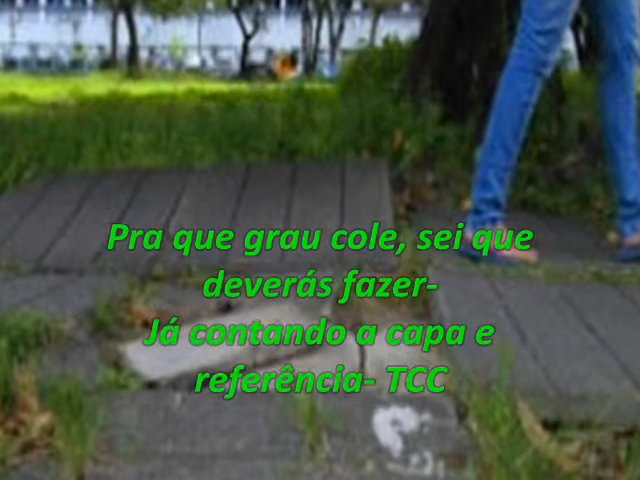 Pra que grau cole, sei que
deverás fazer-
Já contando a capa e
referência- TCC